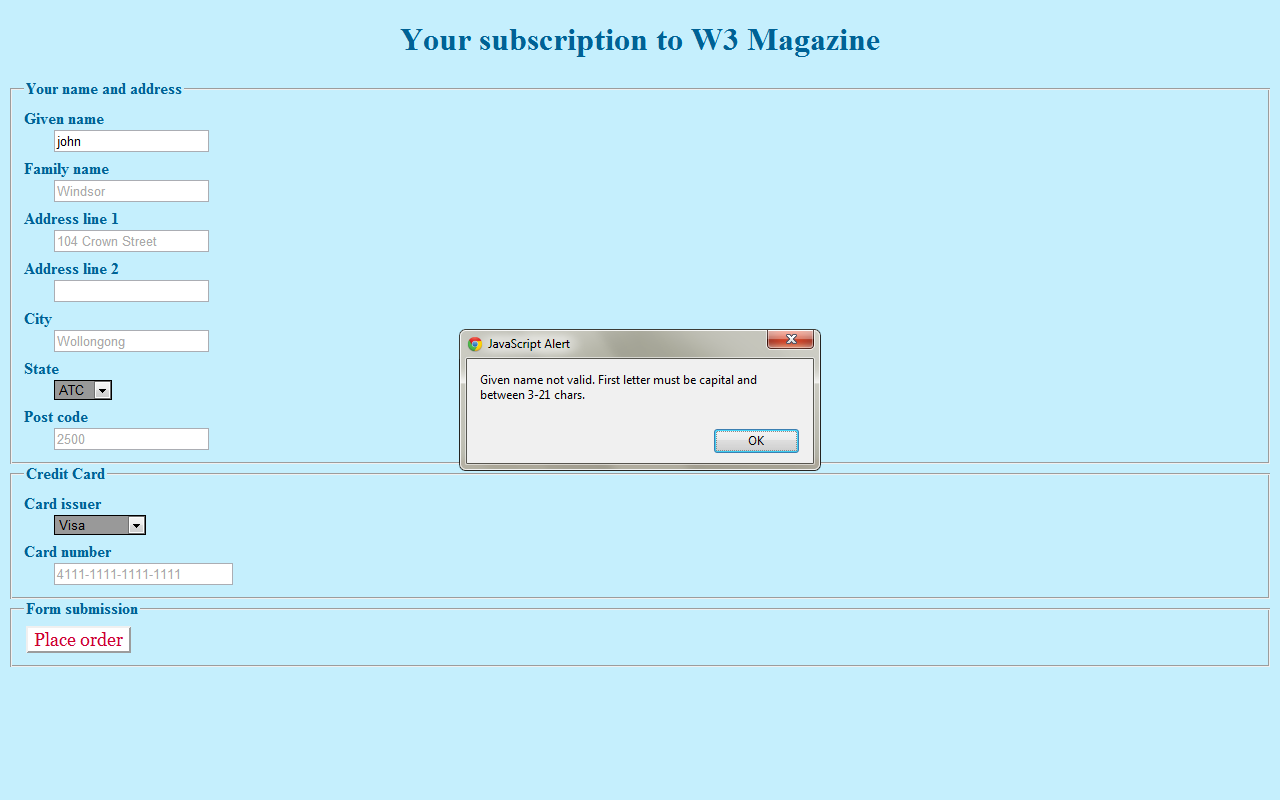 Your subscription to W3 Magazine
Your name and address
Given name
john
Family name
Windsor
Address line 1
104 Crown Street
Address line 2
City
Wollongong
State
ATC
Post code
2500
JavaScript Alert
Given name not valid. First letter must be capital and
between 3-21 chars.
OK
Credit Card
Card issuer
Visa
Card number
4111-1111-1111-1111
Form submission
Place order